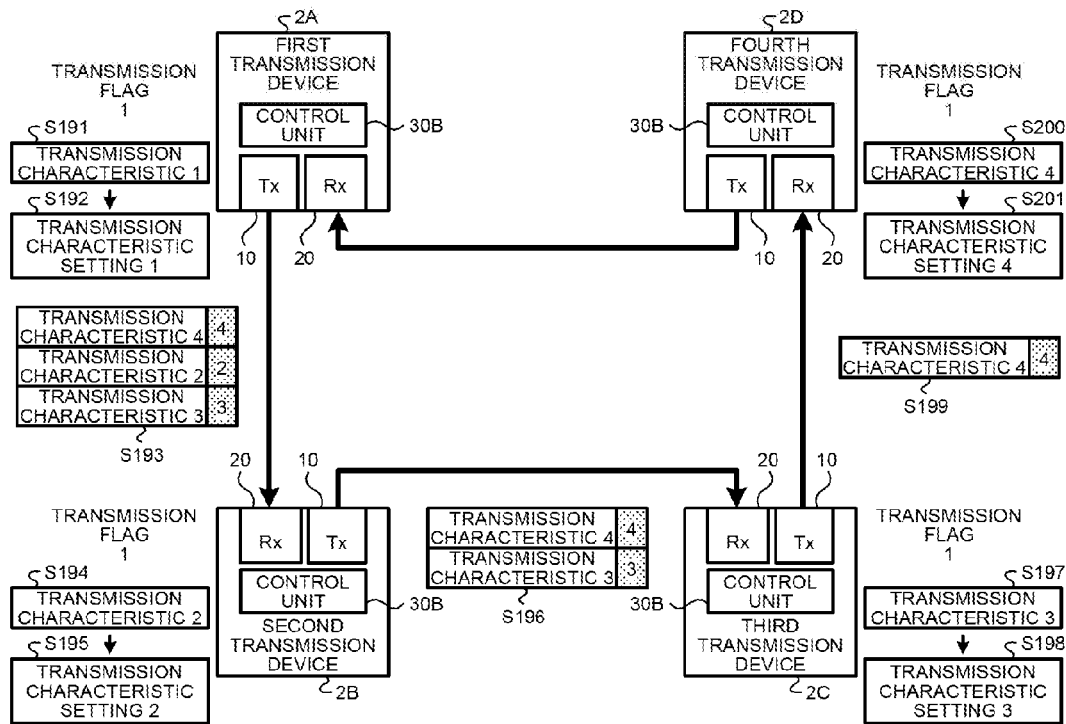 2A
FIRST
TRANSMISSION
DEVICE
CONTROL
UNIT
30B
Tx
Rx
10
20
TRANSMISSION
FLAG
1
S191
TRANSMISSION
CHARACTERISTIC 1
S192
TRANSMISSION
CHARACTERISTIC
SETTING 1
2D
FOURTH
TRANSMISSION
DEVICE
30B
CONTROL
UNIT
Tx
Rx
10
20
TRANSMISSION
FLAG
1
S200
TRANSMISSION
CHARACTERISTIC 4
S201
TRANSMISSION
CHARACTERISTIC
SETTING 4
TRANSMISSION
CHARACTERISTIC 4 4
TRANSMISSION
CHARACTERISTIC 2 2
TRANSMISSION
CHARACTERISTIC 3 3
S193
TRANSMISSION
CHARACTERISTIC 4 4
S199
TRANSMISSION
FLAG
1
S194
TRANSMISSION
CHARACTERISTIC 2
S195
TRANSMISSION
CHARACTERISTIC
SETTING 2
20
10
Rx
Tx
CONTROL
UNIT
30B
SECOND
TRANSMISSION
DEVICE
2B
TRANSMISSION
CHARACTERISTIC 4 4
TRANSMISSION
CHARACTERISTIC 3 3
S196
20
10
Rx
Tx
30B
CONTROL
UNIT
THIRD
TRANSMISSION
DEVICE
2C
TRANSMISSION
FLAG
1
S197
TRANSMISSION
CHARACTERISTIC 3
S198
TRANSMISSION
CHARACTERISTIC
SETTING 3